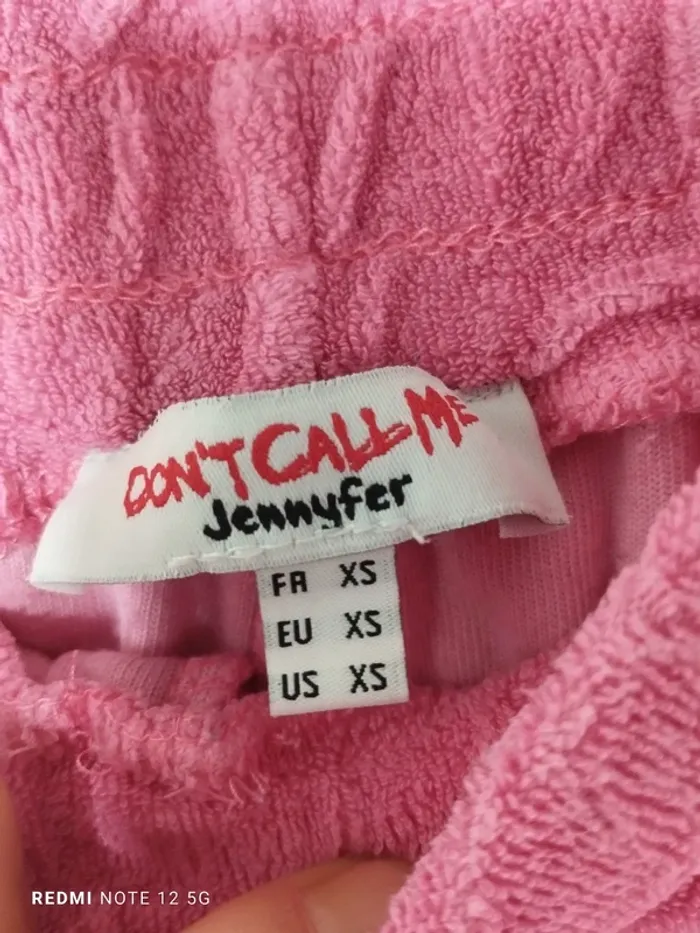 DON'T CALL ME
Jennyfer
FR XS
EU XS
US XS
REDMI NOTE 12 5G